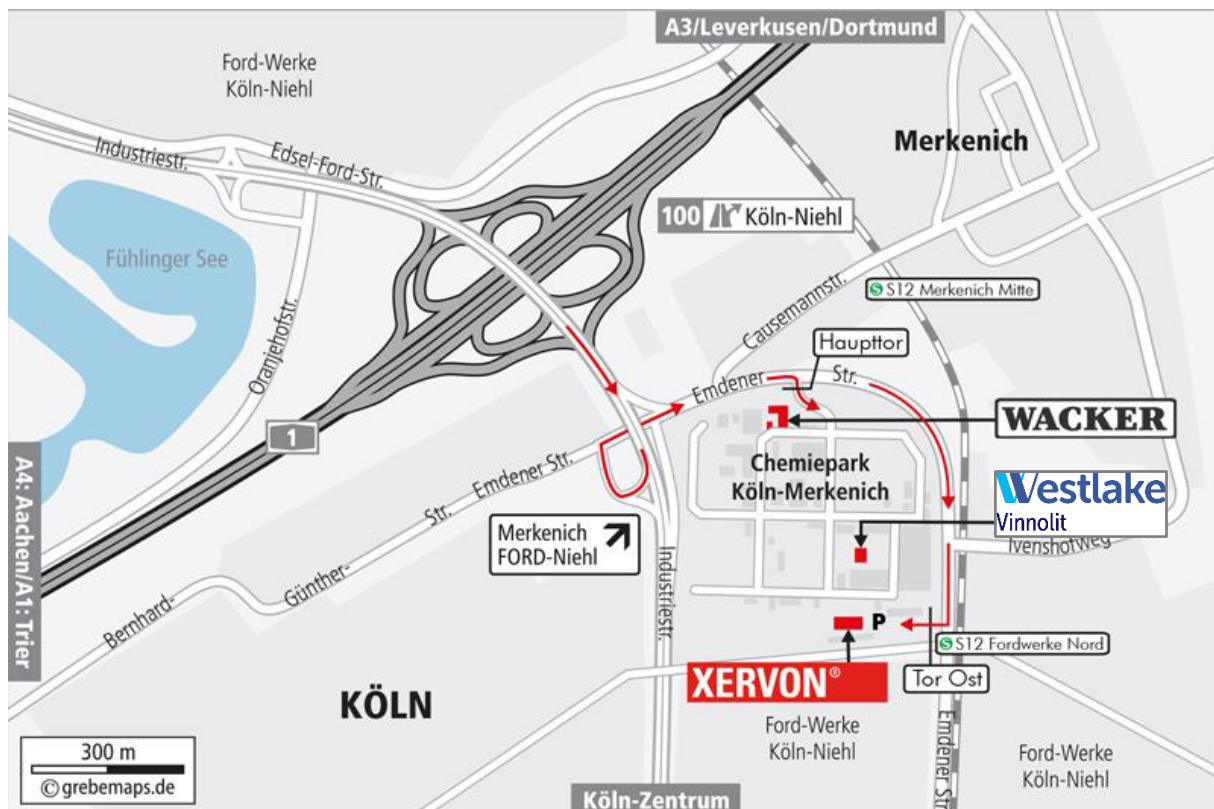 A3/Leverkusen/Dortmund
Ford-Werke
Köln-Niehl
Merkenich
Industriestr.
Edsel-Ford-Str.
100 Köln-Niehl
Fühlinger See
Oranjehofstr.
Causemannstr.
S S12 Merkenich Mitte
Haupttor
Emdener
Str.
WACKER
1
Chemiepark
Köln-Merkenich
A4: Aachen/A1: Trier
Emdener Str.
Westlake
Vinnolit
Merkenich
FORD-Niehl
Ivenshofweg
Bernhard-
Günther-
Str.
Industriestr.
P
S S12 Fordwerke Nord
XERVON®
Tor Ost
KÖLN
Ford-Werke
Köln-Niehl
Emdener Str.
Ford-Werke
Köln-Niehl
300 m
© grebemaps.de
Köln-Zentrum